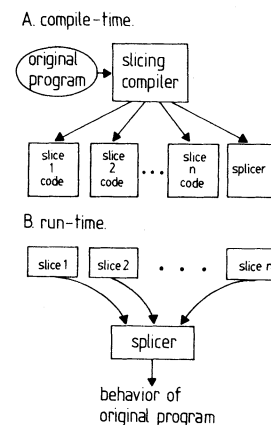 A. compile-time.
original
program
slicing
compiler
slice
1
code
slice
2
code
...
slice
n
code
splicer
B. run-time.
slice 1
slice 2
. . .
slice n
splicer
behavior of
original program